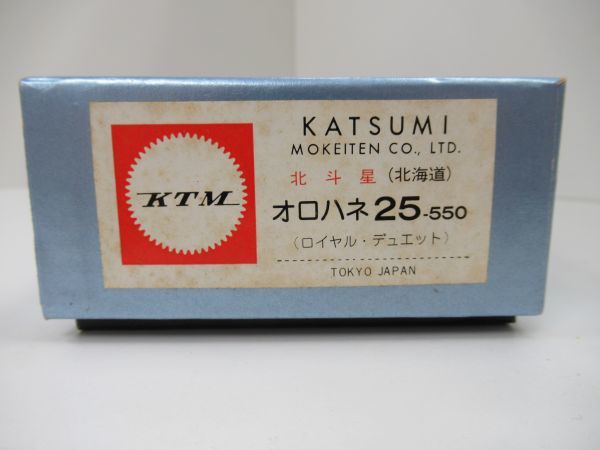 KTM
KATSUMI
MOKEITEN CO., LTD.
北斗星 (北海道)
オロハネ25-550
(ロイヤル・デュエット)
TOKYO JAPAN